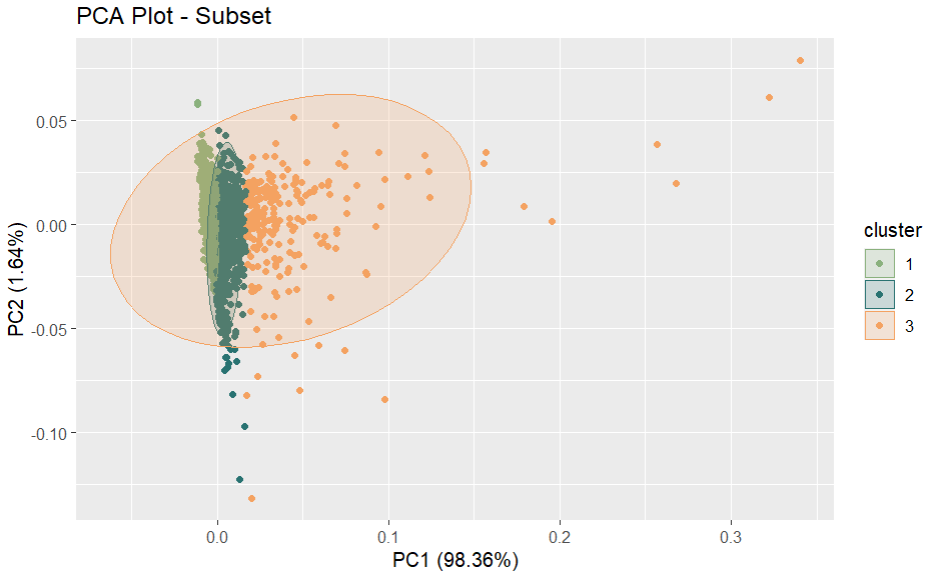 PCA Plot - Subset
0.05
0.00
-0.05
-0.10
PC2 (1.64%)
0.0 0.1 0.2 0.3
PC1 (98.36%)
cluster
1
2
3